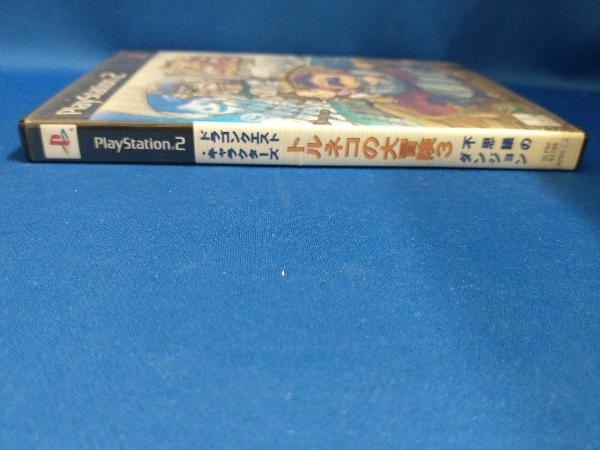 PlayStation 2
PlayStation 2
ドラゴンクエスト
・キャラクターズ
トルネコの大冒険3
不思議の
ダンジョン